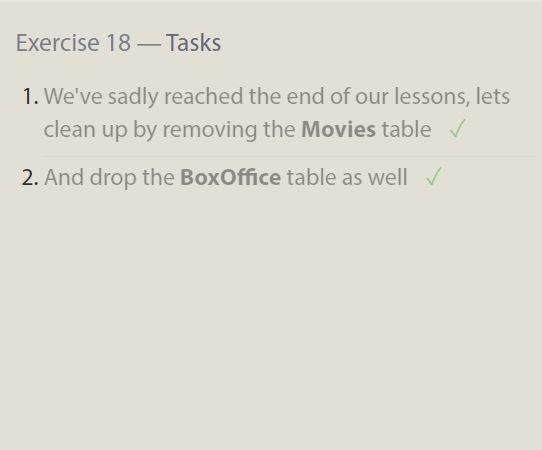 Exercise 18 — Tasks
1. We've sadly reached the end of our lessons, lets
clean up by removing the Movies table ✓
2. And drop the BoxOffice table as well ✓